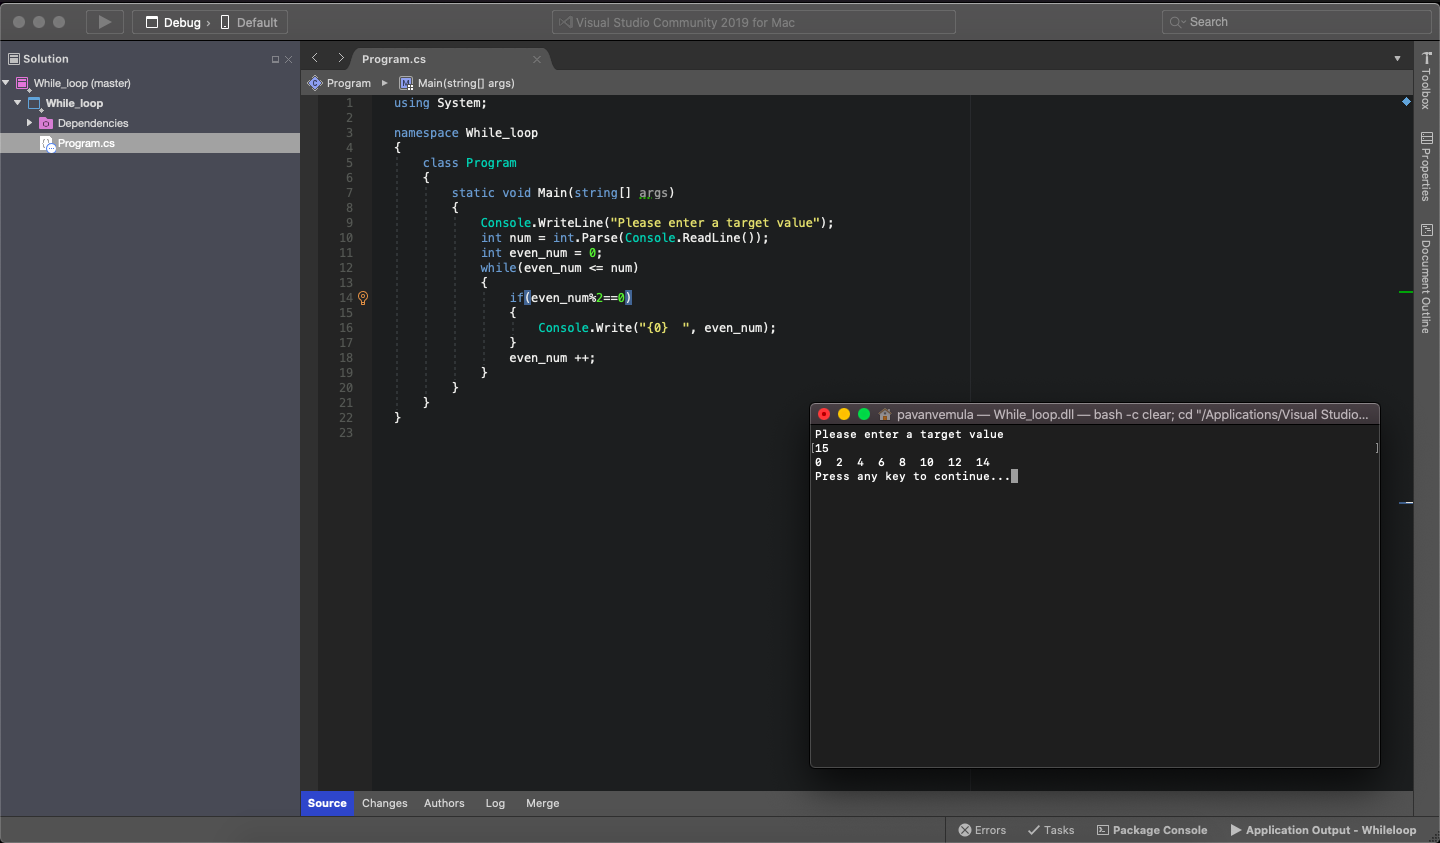 Debug › Default
Visual Studio Community 2019 for Mac
Search
Solution
While_loop (master)
While_loop
Dependencies
Program.cs
Program.cs
Program
Main(string[] args)
1 using System;
2
3 namespace While_loop
4 {
5 class Program
6 {
7 static void Main(string[] args)
8 {
9 Console.WriteLine("Please enter a target value");
10 int num = int.Parse(Console.ReadLine());
11 int even_num = 0;
12 while(even_num <= num)
13 {
14 if(even_num%2==0)
15 {
16 Console.Write("{0}  ", even_num);
17 }
18 even_num ++;
19 }
20 }
21 }
22 }
23
pavanvemula — While_loop.dll — bash -c clear; cd "/Applications/Visual Studio...
Please enter a target value
[15 ]
0  2  4  6  8  10  12  14
Press any key to continue...
Toolbox
Properties
Document Outline
Source Changes Authors Log Merge
Errors Tasks Package Console Application Output - Whileloop